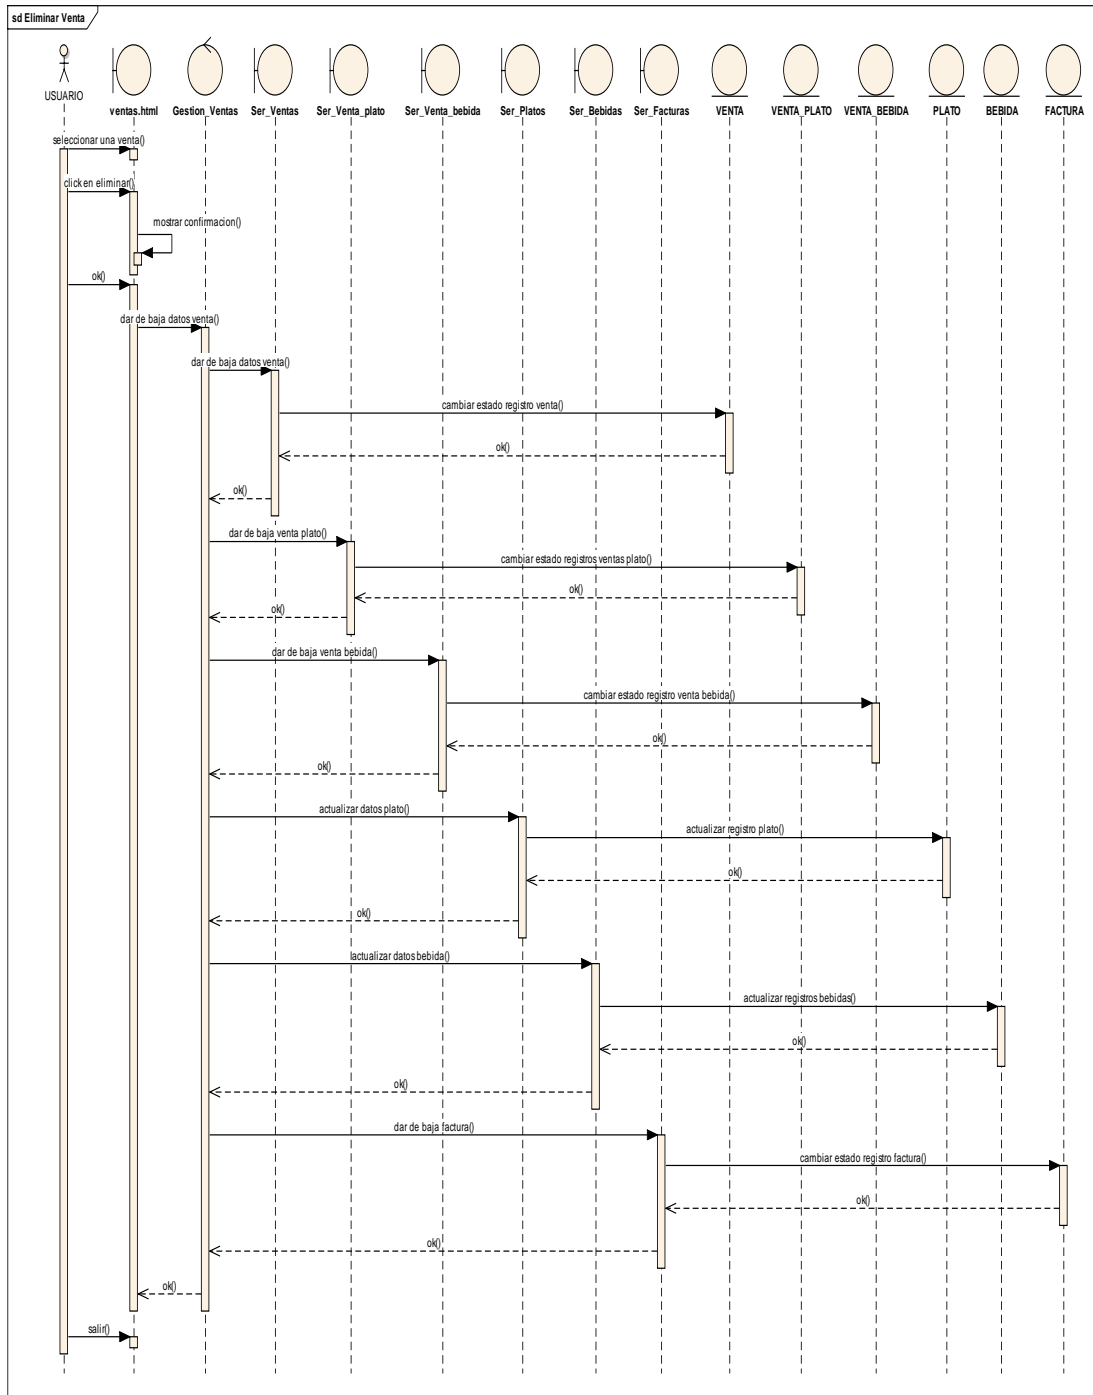 sd Eliminar Venta
USUARIO
ventas.html
Gestion_Ventas
Ser_Ventas
Ser_Venta_plato
Ser_Venta_bebida
Ser_Platos
Ser_Bebidas
Ser_Facturas
VENTA
VENTA_PLATO
VENTA_BEBIDA
PLATO
BEBIDA
FACTURA
seleccionar una venta()
click en eliminar()
mostrar confirmacion()
ok()
dar de baja datos venta()
dar de baja datos venta()
cambiar estado registro venta()
ok()
ok()
dar de baja venta plato()
cambiar estado registros ventas plato()
ok()
ok()
dar de baja venta bebida()
cambiar estado registro venta bebida()
ok()
ok()
actualizar datos plato()
actualizar registro plato()
ok()
ok()
lactualizar datos bebida()
actualizar registros bebidas()
ok()
ok()
dar de baja factura()
cambiar estado registro factura()
ok()
ok()
ok()
salir()